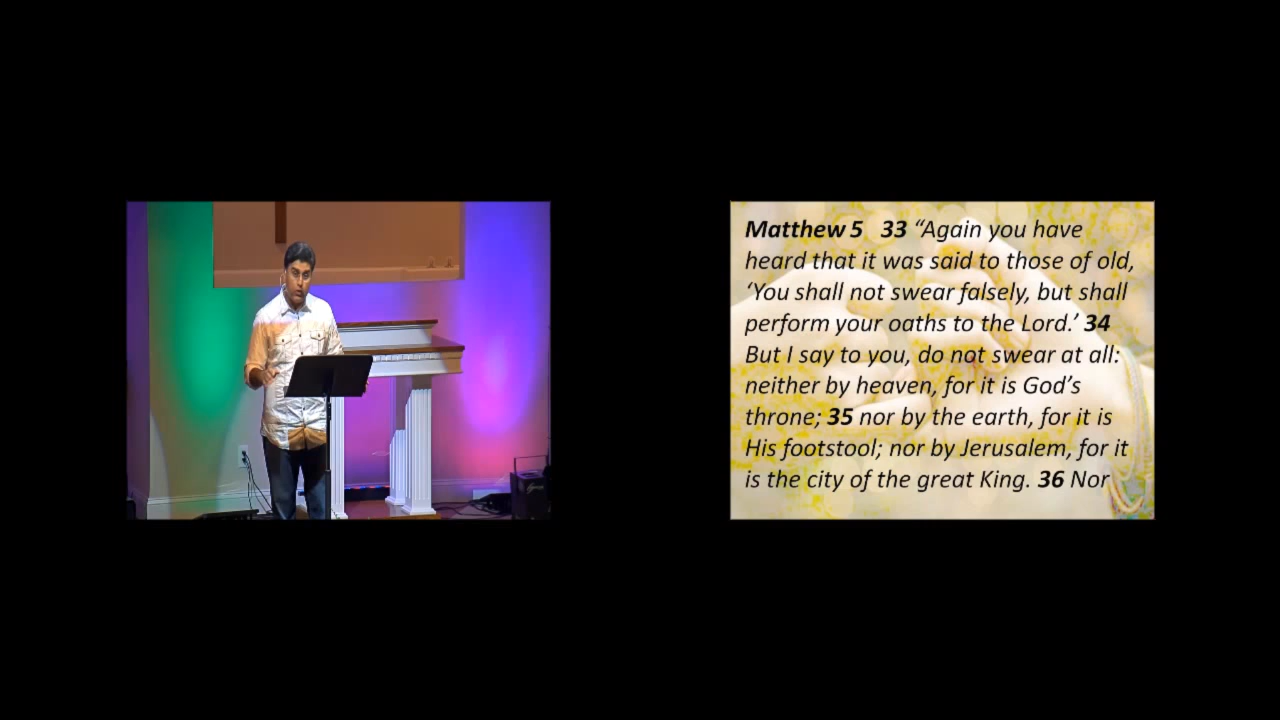 Matthew 5 33 “Again you have
heard that it was said to those of old,
‘You shall not swear falsely, but shall
perform your oaths to the Lord.’ 34
But I say to you, do not swear at all:
neither by heaven, for it is God’s
throne; 35 nor by the earth, for it is
His footstool; nor by Jerusalem, for it
is the city of the great King. 36 Nor